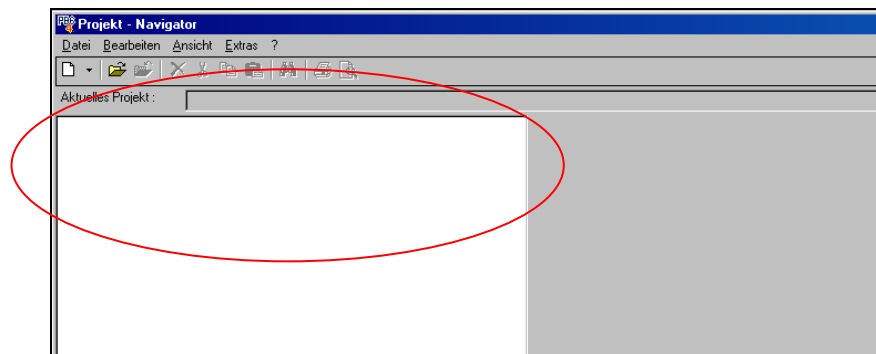 Projekt - Navigator
Datei Bearbeiten Ansicht Extras ?
Aktuelles Projekt :